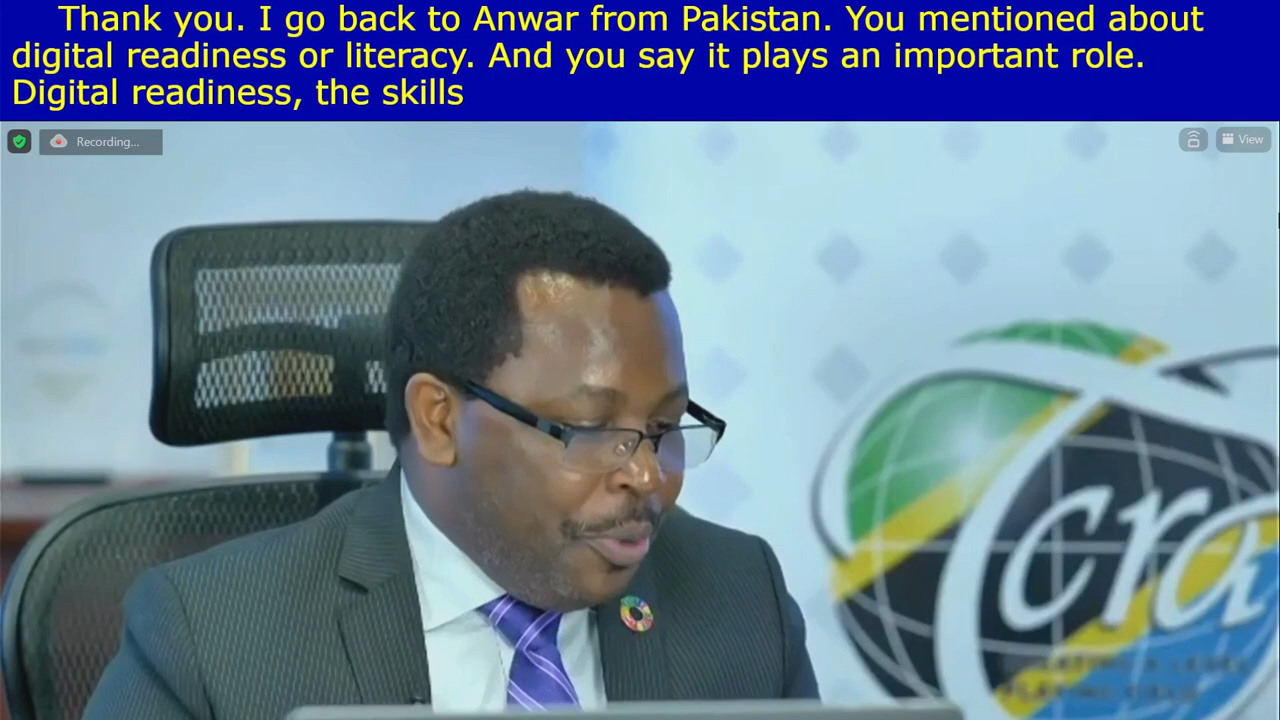 Thank you. I go back to Anwar from Pakistan. You mentioned about
digital readiness or literacy. And you say it plays an important role.
Digital readiness, the skills
Recording...
View
Tcra